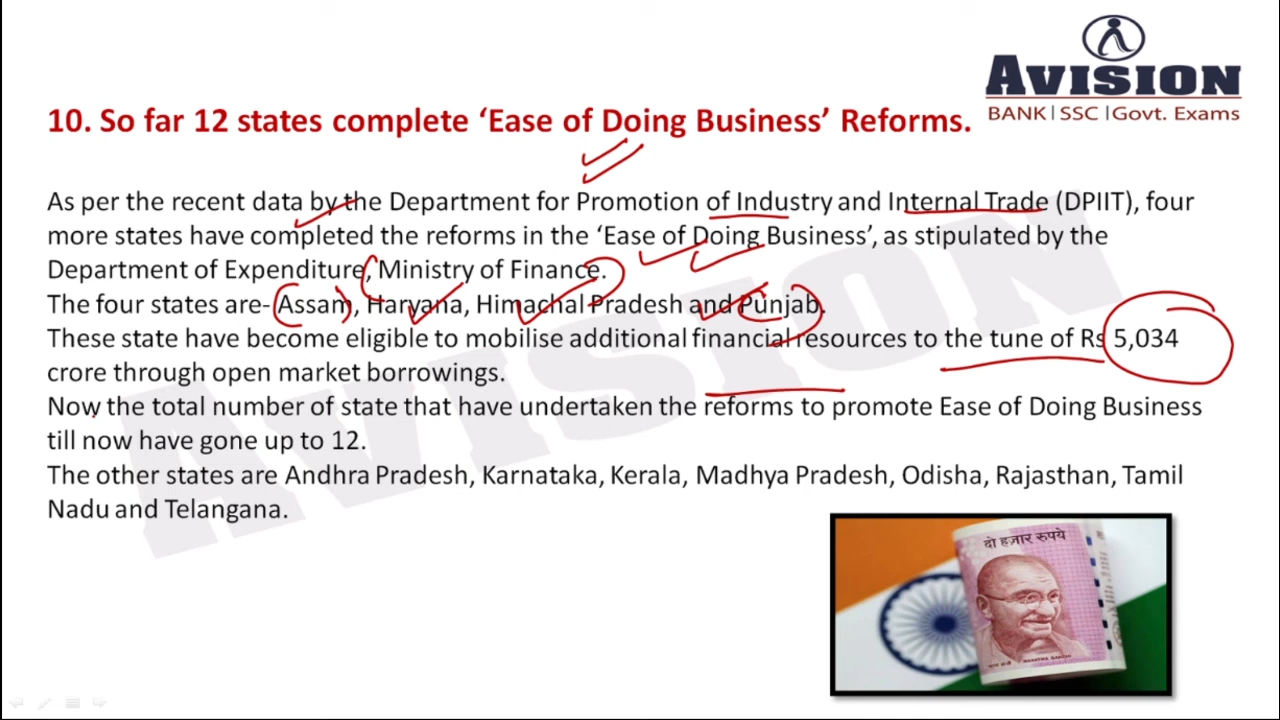 AVISION
BANK | SSC | Govt. Exams
10. So far 12 states complete ‘Ease of Doing Business’ Reforms.
As per the recent data by the Department for Promotion of Industry and Internal Trade (DPIIT), four
more states have completed the reforms in the ‘Ease of Doing Business’, as stipulated by the
Department of Expenditure, Ministry of Finance.
The four states are- Assam, Haryana, Himachal Pradesh and Punjab.
These state have become eligible to mobilise additional financial resources to the tune of Rs 5,034
crore through open market borrowings.
Now the total number of state that have undertaken the reforms to promote Ease of Doing Business
till now have gone up to 12.
The other states are Andhra Pradesh, Karnataka, Kerala, Madhya Pradesh, Odisha, Rajasthan, Tamil
Nadu and Telangana.
AVISION
दो हज़ार रुपये